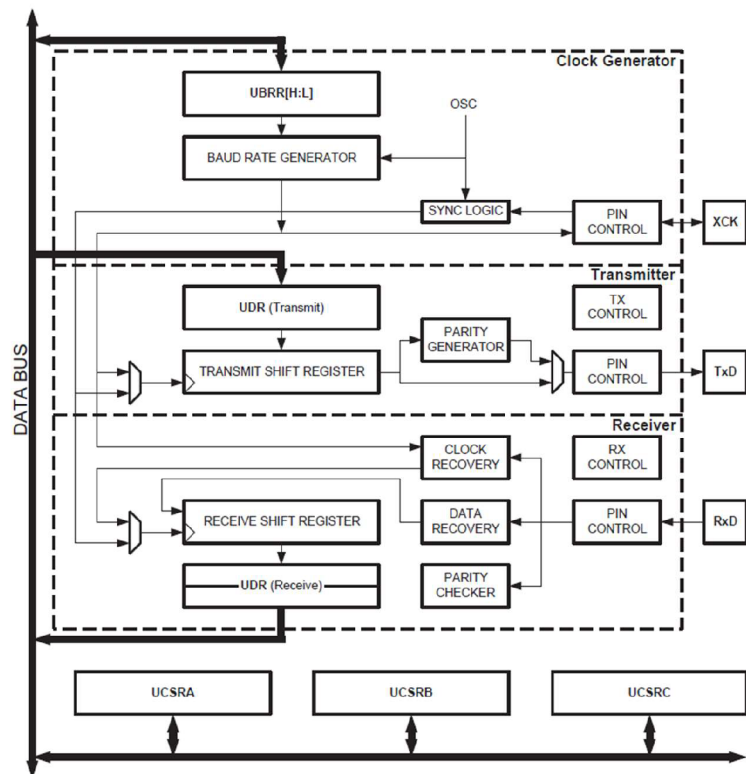 Clock Generator
UBRR[H:L]
OSC
BAUD RATE GENERATOR
SYNC LOGIC
PIN
CONTROL
XCK
Transmitter
UDR (Transmit)
TX
CONTROL
PARITY
GENERATOR
TRANSMIT SHIFT REGISTER
PIN
CONTROL
TxD
DATA BUS
Receiver
CLOCK
RECOVERY
RX
CONTROL
RECEIVE SHIFT REGISTER
DATA
RECOVERY
PIN
CONTROL
RxD
UDR (Receive)
PARITY
CHECKER
UCSRA
UCSRB
UCSRC